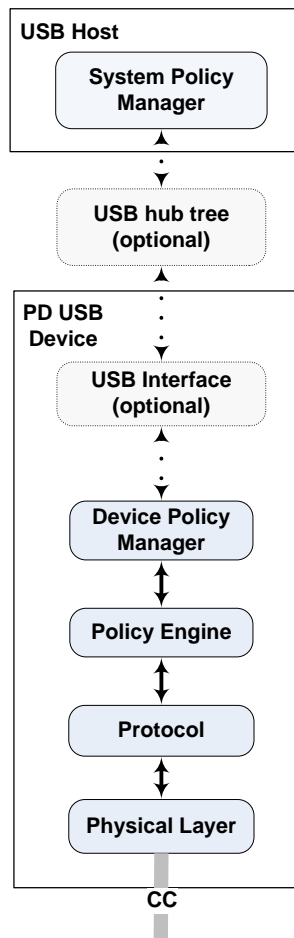 USB Host
System Policy
Manager
USB hub tree
(optional)
PD USB
Device
USB Interface
(optional)
Device Policy
Manager
Policy Engine
Protocol
Physical Layer
CC